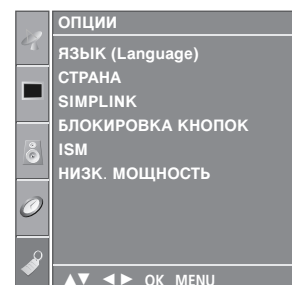 ОПЦИИ
ЯЗЫК (Language)
СТРАНА
SIMPLINK
БЛОКИРОВКА КНОПОК
ISM
НИЗК. МОЩНОСТЬ
▲▼ ◄► OK MENU